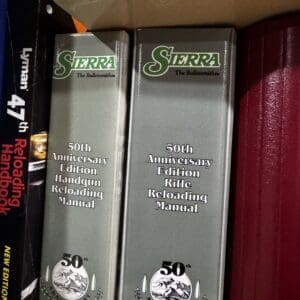 Lyman
47th
Reloading
Handbook
NEW EDITION
SIERRA
The Bulletsmiths
50th
Anniversary
Edition
Handgun
Reloading
Manual
50th
SIERRA
The Bulletsmiths
50th
Anniversary
Edition
Rifle
Reloading
Manual
50th